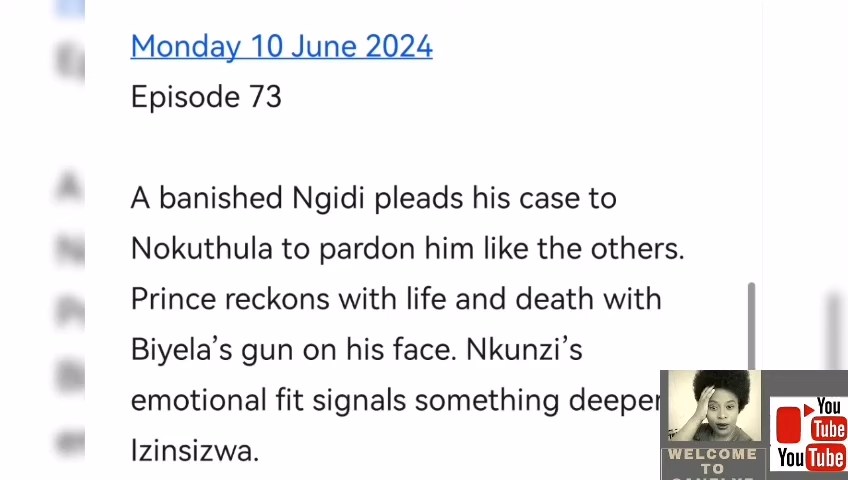 Monday 10 June 2024
Episode 73
A banished Ngidi pleads his case to
Nokuthula to pardon him like the others.
Prince reckons with life and death with
Biyela’s gun on his face. Nkunzi’s
emotional fit signals something deeper
Izinsizwa.
You
Tube
YouTube
WELCOME
TO